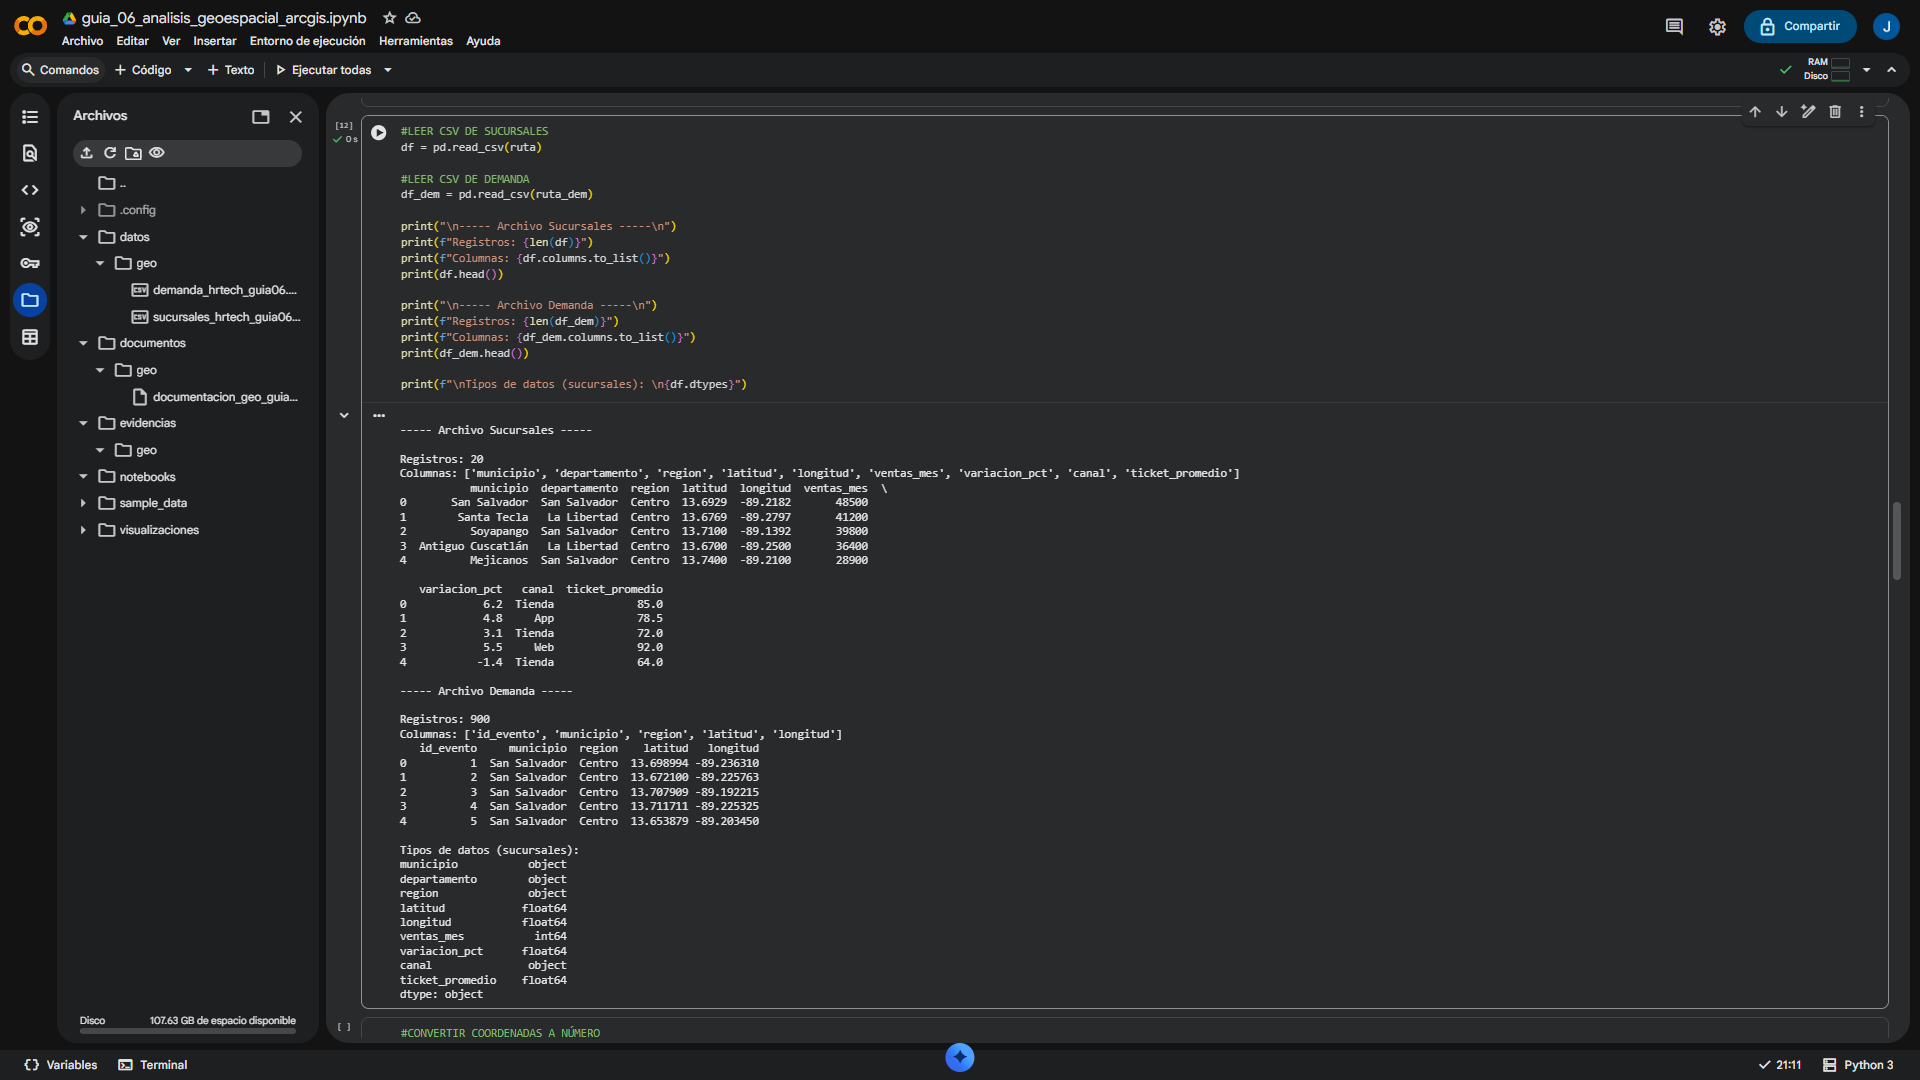 guia_06_analisis_geoespacial_arcgis.ipynb
Archivo Editar Ver Insertar Entorno de ejecución Herramientas Ayuda
Compartir
J
Comandos + Código + Texto Ejecutar todas
RAM
Disco
Archivos
..
.config
datos
geo
CSV demanda_hrtech_guia06....
CSV sucursales_hrtech_guia06...
documentos
geo
documentacion_geo_guia...
evidencias
geo
notebooks
sample_data
visualizaciones
Disco 107.63 GB de espacio disponible
[12]
0 s
#LEER CSV DE SUCURSALES
df = pd.read_csv(ruta)
#LEER CSV DE DEMANDA
df_dem = pd.read_csv(ruta_dem)
print("\n----- Archivo Sucursales -----\n")
print(f"Registros: {len(df)}")
print(f"Columnas: {df.columns.to_list()}")
print(df.head())
print("\n----- Archivo Demanda -----\n")
print(f"Registros: {len(df_dem)}")
print(f"Columnas: {df_dem.columns.to_list()}")
print(df_dem.head())
print(f"\nTipos de datos (sucursales): \n{df.dtypes}")
----- Archivo Sucursales -----
Registros: 20
Columnas: ['municipio', 'departamento', 'region', 'latitud', 'longitud', 'ventas_mes', 'variacion_pct', 'canal', 'ticket_promedio']
municipio departamento region latitud longitud ventas_mes \
0 San Salvador San Salvador Centro 13.6929 -89.2182 48500
1 Santa Tecla La Libertad Centro 13.6769 -89.2797 41200
2 Soyapango San Salvador Centro 13.7100 -89.1392 39800
3 Antiguo Cuscatlán La Libertad Centro 13.6700 -89.2500 36400
4 Mejicanos San Salvador Centro 13.7400 -89.2100 28900
variacion_pct canal ticket_promedio
0 6.2 Tienda 85.0
1 4.8 App 78.5
2 3.1 Tienda 72.0
3 5.5 Web 92.0
4 -1.4 Tienda 64.0
----- Archivo Demanda -----
Registros: 900
Columnas: ['id_evento', 'municipio', 'region', 'latitud', 'longitud']
id_evento municipio region latitud longitud
0 1 San Salvador Centro 13.698994 -89.236310
1 2 San Salvador Centro 13.672100 -89.225763
2 3 San Salvador Centro 13.707909 -89.192215
3 4 San Salvador Centro 13.711711 -89.225325
4 5 San Salvador Centro 13.653879 -89.203450
Tipos de datos (sucursales):
municipio object
departamento object
region object
latitud float64
longitud float64
ventas_mes int64
variacion_pct float64
canal object
ticket_promedio float64
dtype: object
[ ]
#CONVERTIR COORDENADAS A NÚMERO
Variables Terminal
21:11 Python 3